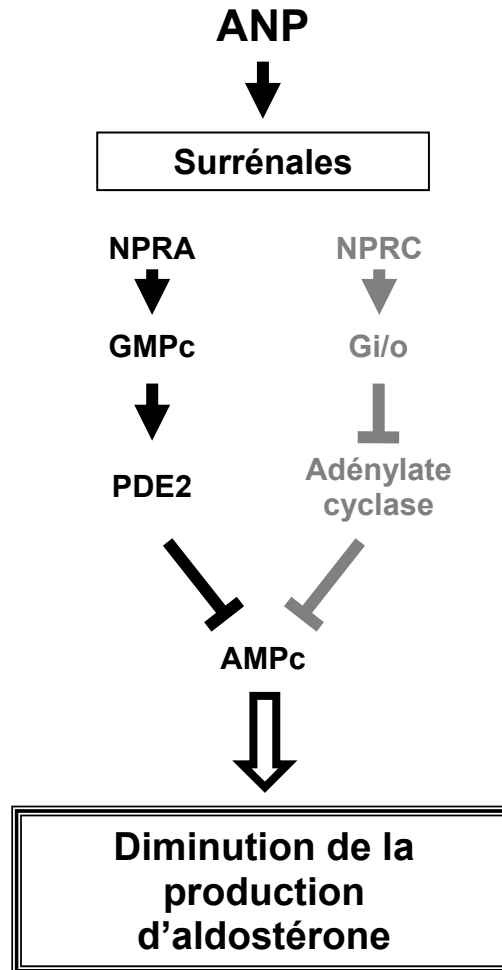 ANP
Surrénales
NPRA
NPRC
GMPc
Gi/o
PDE2
Adénylate
cyclase
AMPc
Diminution de la
production
d'aldostérone